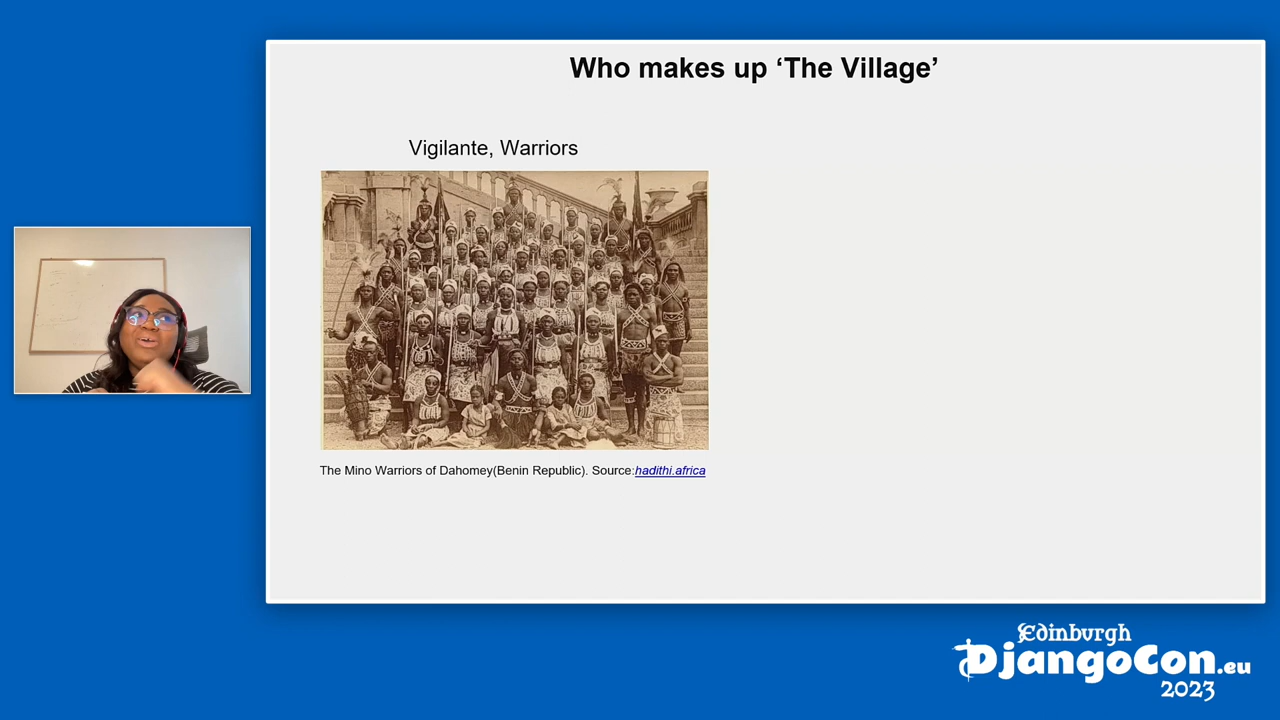 Who makes up ‘The Village’
Vigilante, Warriors
The Mino Warriors of Dahomey(Benin Republic). Source:hadithi.africa
Edinburgh
DjangoCon.eu
2023